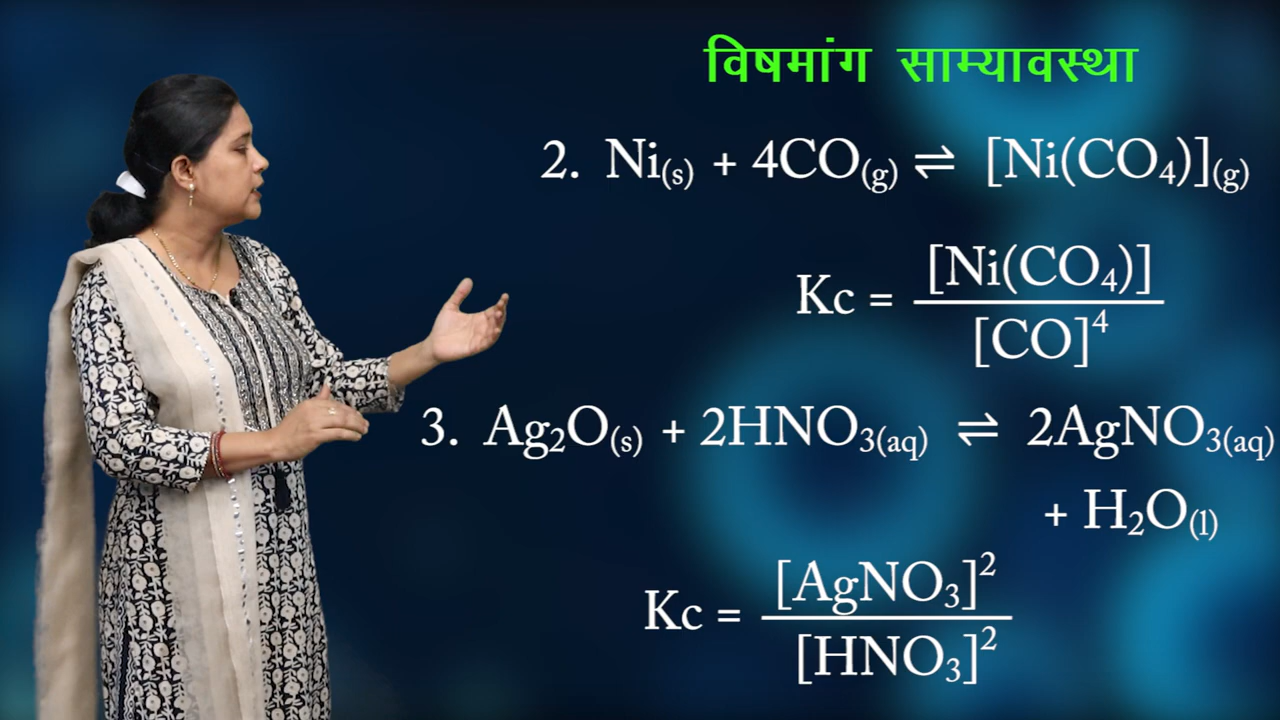 विषमांग साम्यावस्था
2. Ni(s) + 4CO(g) ⇌ [Ni(CO₄)](g)
Kc = [Ni(CO₄)] / [CO]⁴
3. Ag₂O(s) + 2HNO₃(aq) ⇌ 2AgNO₃(aq)
+ H₂O(l)
Kc = [AgNO₃]² / [HNO₃]²